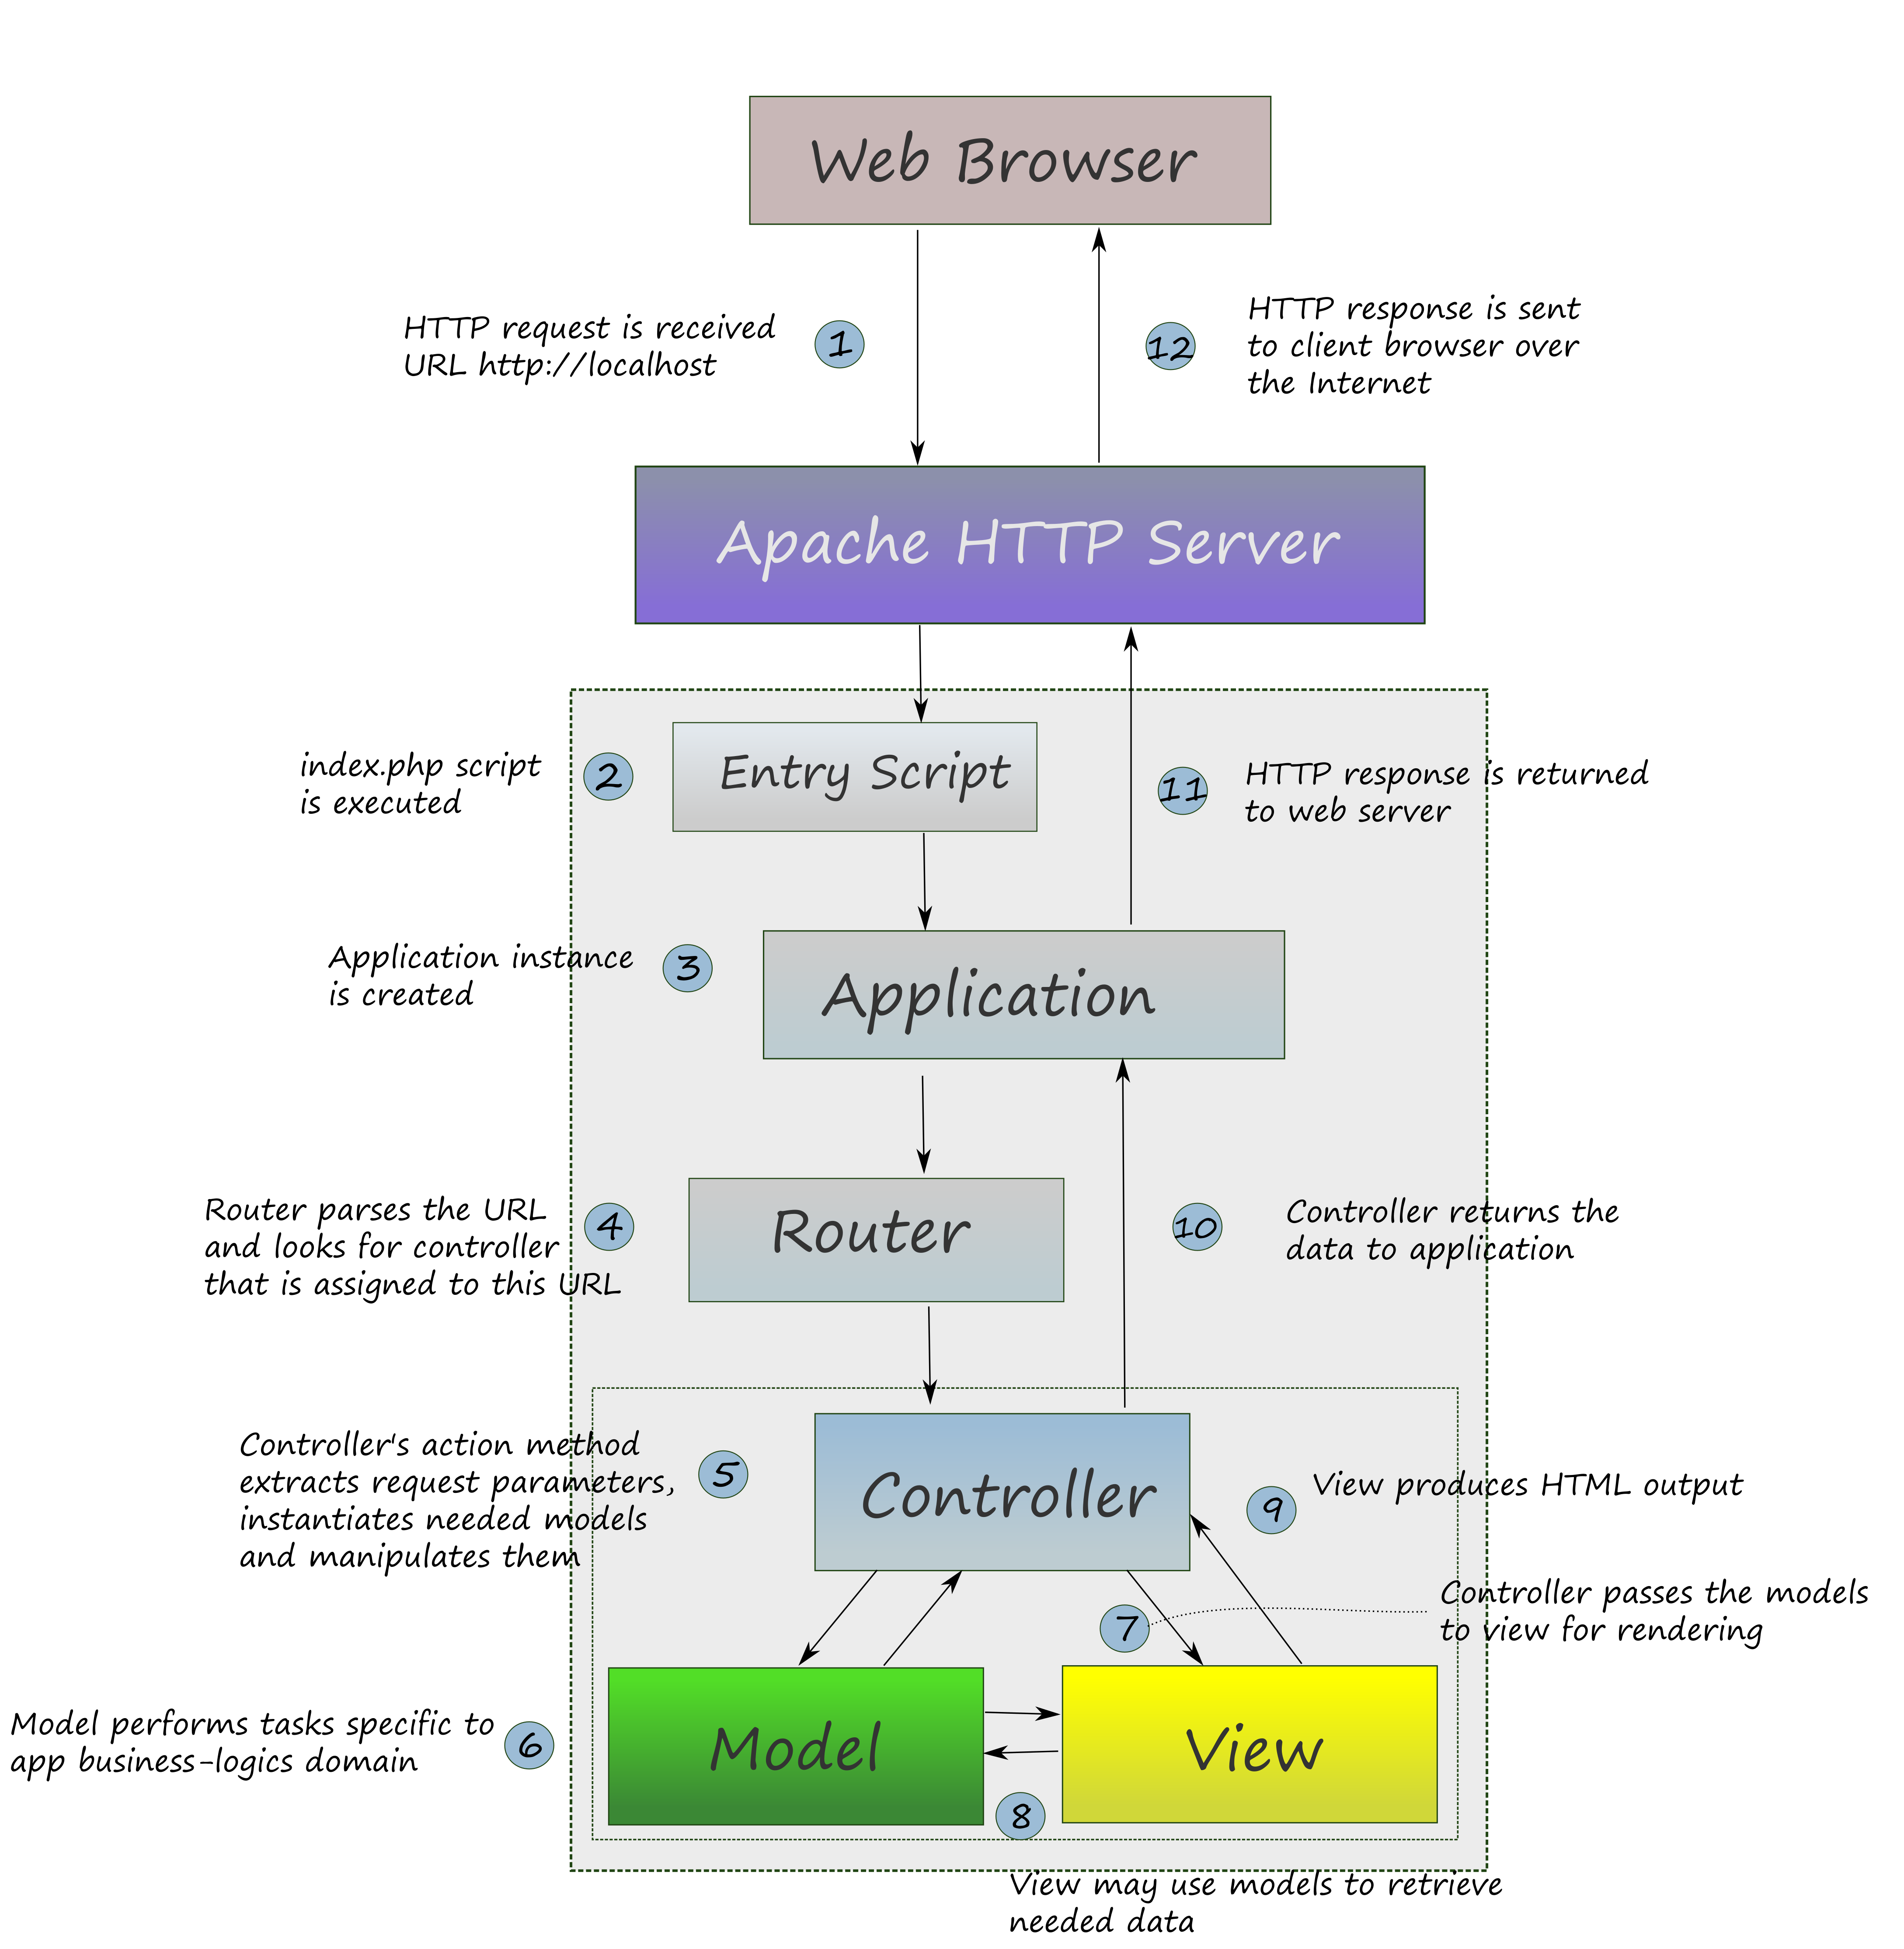 Web Browser
HTTP request is received
URL http://localhost
1
12
HTTP response is sent
to client browser over
the Internet
Apache HTTP Server
index.php script
is executed
2
Entry Script
11
HTTP response is returned
to web server
Application instance
is created
3
Application
Router parses the URL
and looks for controller
that is assigned to this URL
4
Router
10
Controller returns the
data to application
Controller's action method
extracts request parameters,
instantiates needed models
and manipulates them
5
Controller
9
View produces HTML output
7
Controller passes the models
to view for rendering
Model performs tasks specific to
app business-logics domain
6
Model
View
8
View may use models to retrieve
needed data